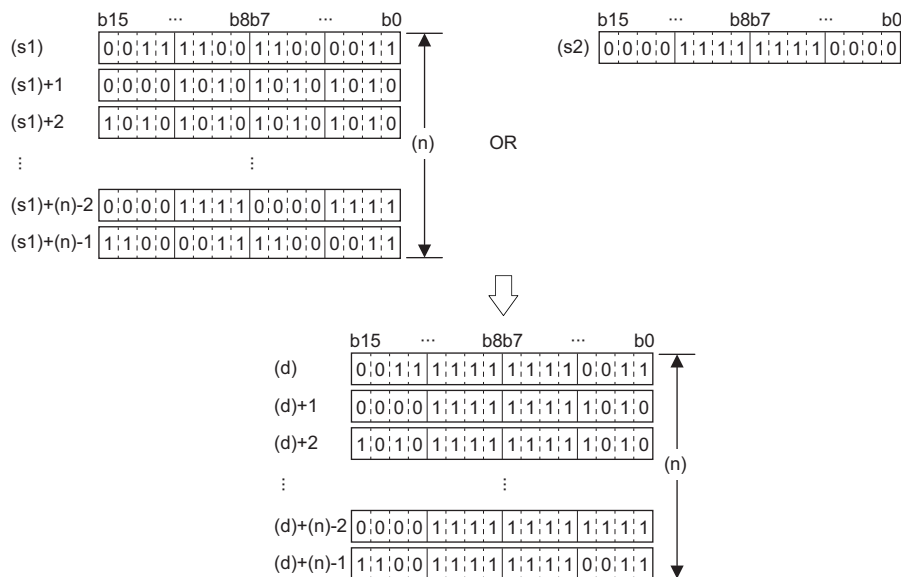 b15 ... b8b7 ... b0
(s1) 0 0 1 1 1 1 0 0 1 1 0 0 0 0 1 1
(s1)+1 0 0 0 0 1 0 1 0 1 0 1 0 1 0 1 0
(s1)+2 1 0 1 0 1 0 1 0 1 0 1 0 1 0 1 0
⋮ ⋮
(s1)+(n)-2 0 0 0 0 1 1 1 1 0 0 0 0 1 1 1 1
(s1)+(n)-1 1 1 0 0 0 0 1 1 1 1 0 0 0 0 1 1
(n)
OR
b15 ... b8b7 ... b0
(s2) 0 0 0 0 1 1 1 1 1 1 1 1 0 0 0 0
b15 ... b8b7 ... b0
(d) 0 0 1 1 1 1 1 1 1 1 1 1 0 0 1 1
(d)+1 0 0 0 0 1 1 1 1 1 1 1 1 1 0 1 0
(d)+2 1 0 1 0 1 1 1 1 1 1 1 1 1 0 1 0
⋮ ⋮
(d)+(n)-2 0 0 0 0 1 1 1 1 1 1 1 1 1 1 1 1
(d)+(n)-1 1 1 0 0 1 1 1 1 1 1 1 1 0 0 1 1
(n)